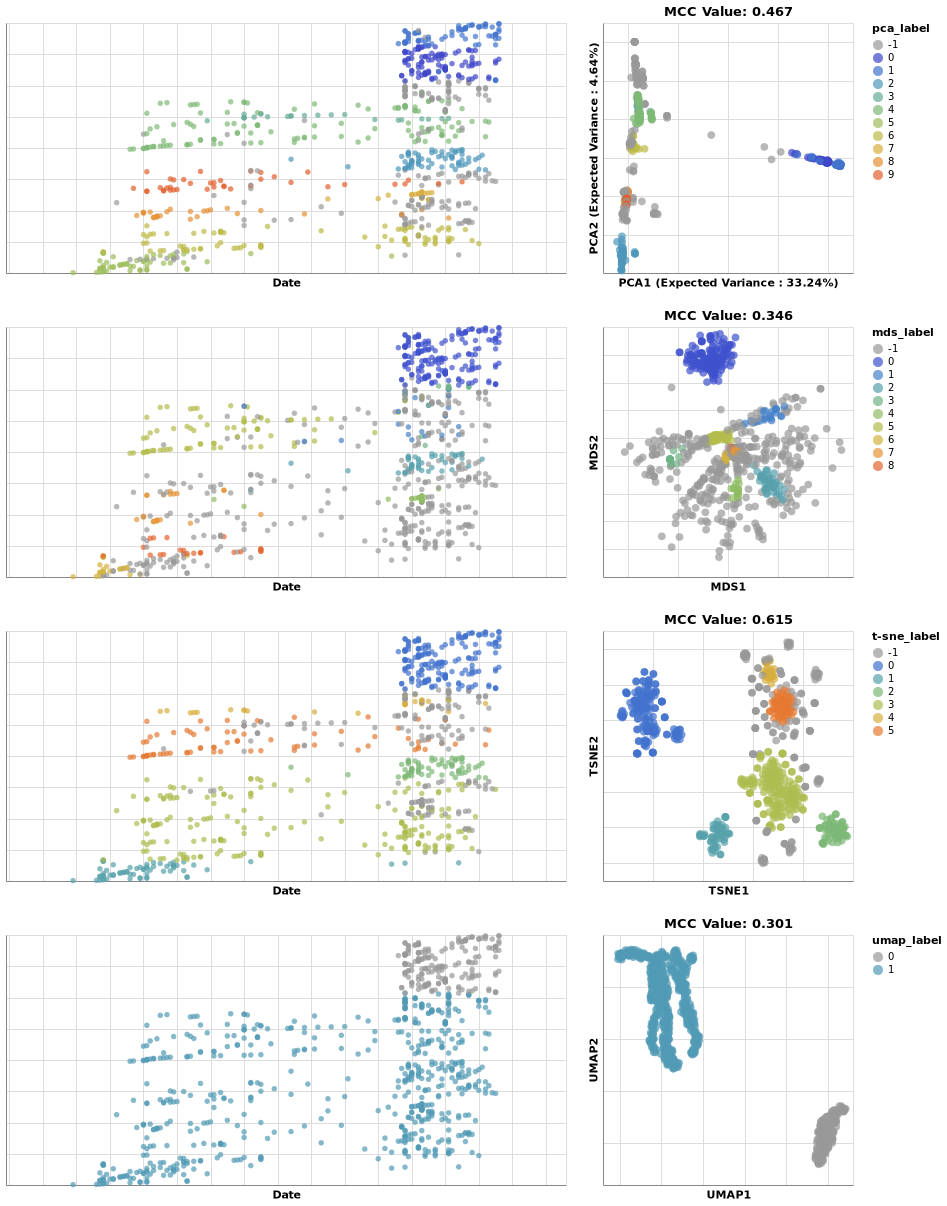 MCC Value: 0.467
PCA2 (Expected Variance : 4.64%)
Date
PCA1 (Expected Variance : 33.24%)
pca_label
-1
0
1
2
3
4
5
6
7
8
9
MCC Value: 0.346
MDS2
Date
MDS1
mds_label
-1
0
1
2
3
4
5
6
7
8
MCC Value: 0.615
TSNE2
Date
TSNE1
t-sne_label
-1
0
1
2
3
4
5
MCC Value: 0.301
UMAP2
Date
UMAP1
umap_label
0
1